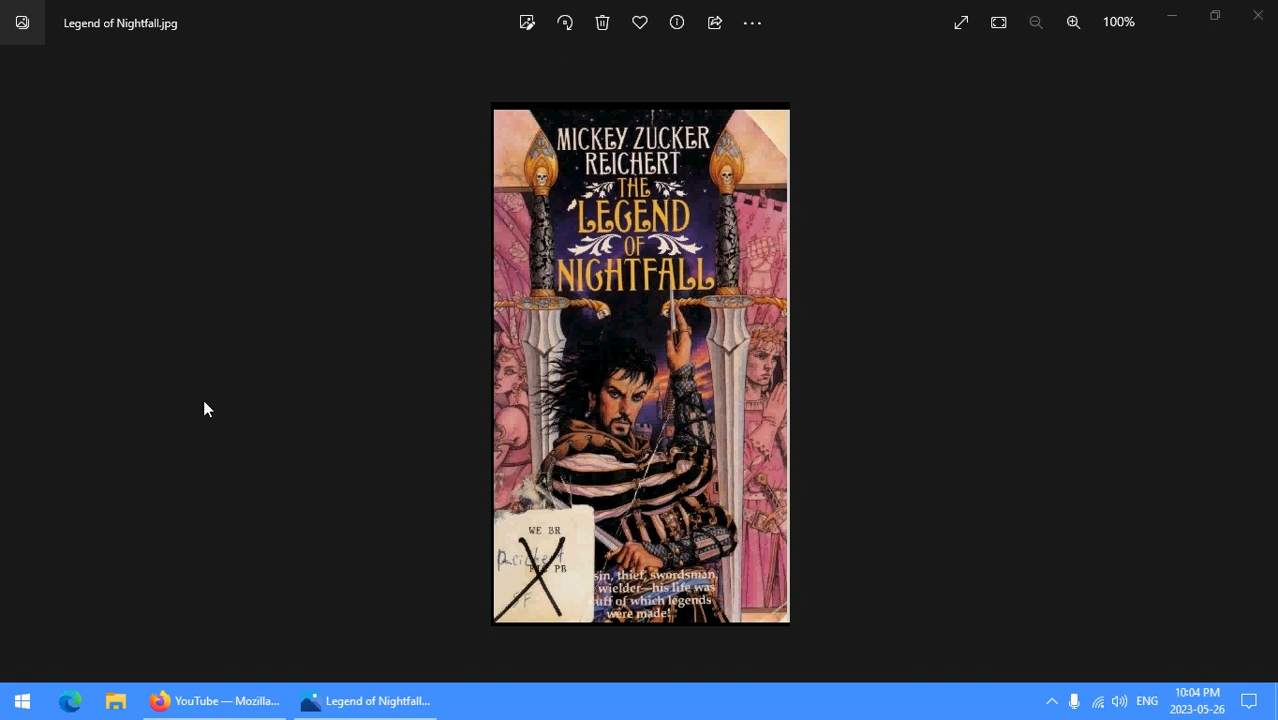 Legend of Nightfall.jpg
100%
MICKEY ZUCKER
REICHERT
THE
LEGEND
OF
NIGHTFALL
WE BR
PB
sin, thief, swordsman,
wielder—his life was
uff of which legends
were made!
YouTube — Mozilla...
Legend of Nightfall...
ENG
10:04 PM
2023-05-26